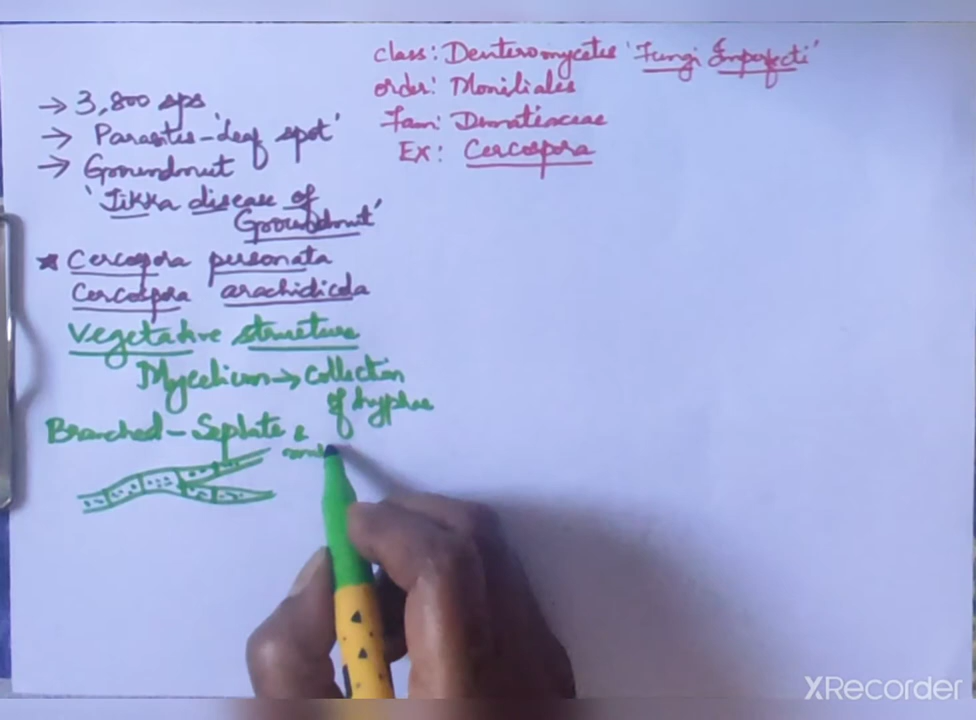 class: Deuteromycetes 'Fungi Imperfecti'
order: Moniliales
Fam: Dematiaceae
Ex: Cercospora
→ 3,800 sps
→ Parasites - 'leaf spot'
→ Groundnut
'Tikka disease of
Groundnut'
* Cercospora personata
Cercospora arachidicola
Vegetative structure
Mycelium → collection
of hyphae
Branched - Septate &
XRecorder